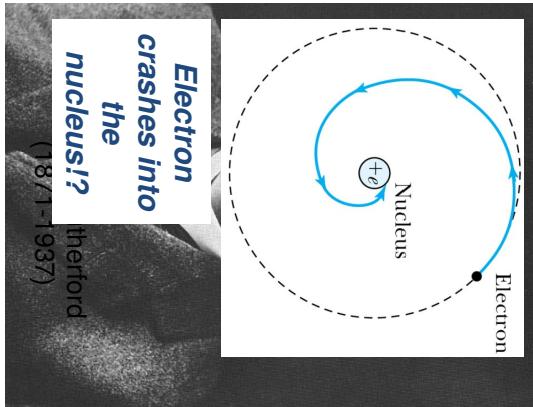 Electron
Nucleus
+e
Electron
crashes into
the
nucleus!?
therford
(1871-1937)